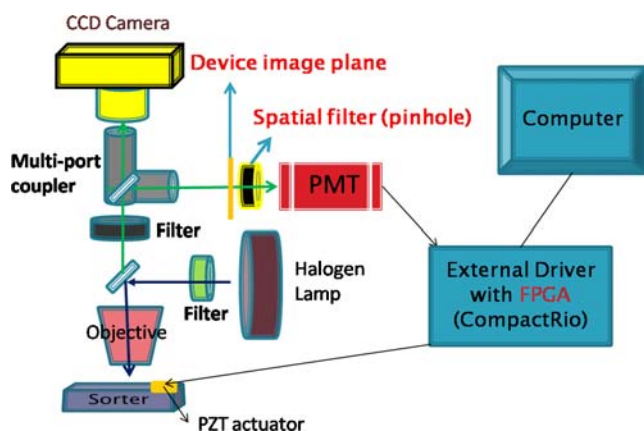 CCD Camera
Device image plane
Spatial filter (pinhole)
Computer
Multi-port
coupler
PMT
Filter
Halogen
Lamp
External Driver
with FPGA
(CompactRio)
Filter
Objective
Sorter
PZT actuator